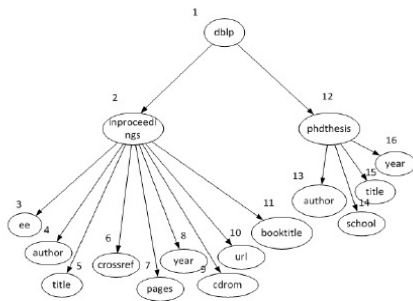 1
dblp
2
inproceedi
ngs
12
phdthesis
16
year
3
ee
4
author
5
title
6
crossref
7
pages
8
year
9
cdrom
10
url
11
booktitle
13
author
14
school
15
title